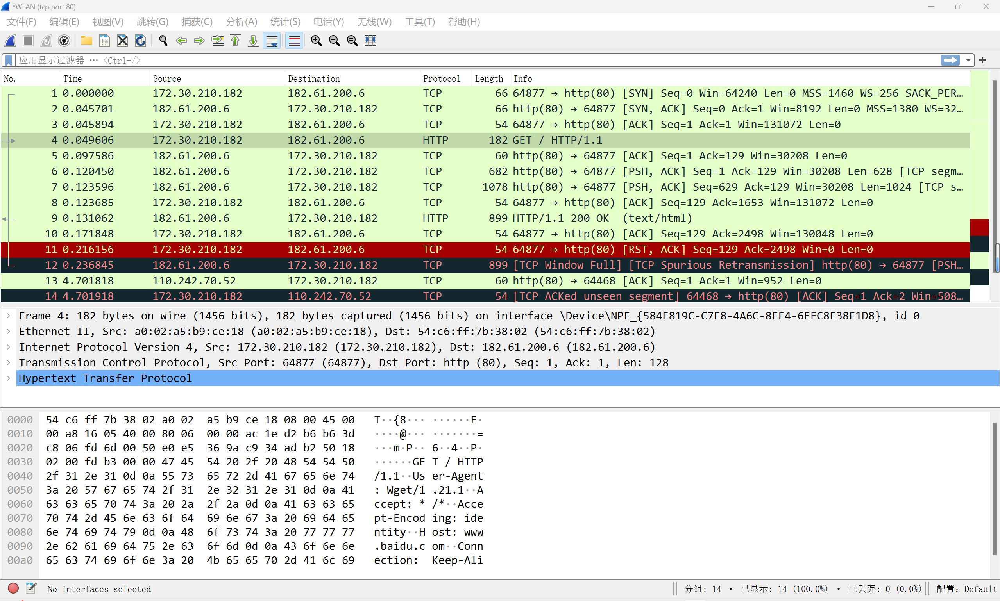 *WLAN (tcp port 80)
文件(F) 编辑(E) 视图(V) 跳转(G) 捕获(C) 分析(A) 统计(S) 电话(Y) 无线(W) 工具(T) 帮助(H)
应用显示过滤器 … <Ctrl-/>
No. Time Source Destination Protocol Length Info
1 0.000000 172.30.210.182 182.61.200.6 TCP 66 64877 → http(80) [SYN] Seq=0 Win=64240 Len=0 MSS=1460 WS=256 SACK_PER…
2 0.045701 182.61.200.6 172.30.210.182 TCP 66 http(80) → 64877 [SYN, ACK] Seq=0 Ack=1 Win=8192 Len=0 MSS=1380 WS=32…
3 0.045894 172.30.210.182 182.61.200.6 TCP 54 64877 → http(80) [ACK] Seq=1 Ack=1 Win=131072 Len=0
4 0.049606 172.30.210.182 182.61.200.6 HTTP 182 GET / HTTP/1.1
5 0.097586 182.61.200.6 172.30.210.182 TCP 60 http(80) → 64877 [ACK] Seq=1 Ack=129 Win=30208 Len=0
6 0.120450 182.61.200.6 172.30.210.182 TCP 682 http(80) → 64877 [PSH, ACK] Seq=1 Ack=129 Win=30208 Len=628 [TCP segm…
7 0.123596 182.61.200.6 172.30.210.182 TCP 1078 http(80) → 64877 [PSH, ACK] Seq=629 Ack=129 Win=30208 Len=1024 [TCP s…
8 0.123685 172.30.210.182 182.61.200.6 TCP 54 64877 → http(80) [ACK] Seq=129 Ack=1653 Win=131072 Len=0
9 0.131062 182.61.200.6 172.30.210.182 HTTP 899 HTTP/1.1 200 OK  (text/html)
10 0.171848 172.30.210.182 182.61.200.6 TCP 54 64877 → http(80) [ACK] Seq=129 Ack=2498 Win=130048 Len=0
11 0.216156 172.30.210.182 182.61.200.6 TCP 54 64877 → http(80) [RST, ACK] Seq=129 Ack=2498 Win=0 Len=0
12 0.236845 182.61.200.6 172.30.210.182 TCP 899 [TCP Window Full] [TCP Spurious Retransmission] http(80) → 64877 [PSH…
13 4.701818 110.242.70.52 172.30.210.182 TCP 60 http(80) → 64468 [ACK] Seq=1 Ack=1 Win=952 Len=0
14 4.701918 172.30.210.182 110.242.70.52 TCP 54 [TCP ACKed unseen segment] 64468 → http(80) [ACK] Seq=1 Ack=2 Win=508…
Frame 4: 182 bytes on wire (1456 bits), 182 bytes captured (1456 bits) on interface \Device\NPF_{584F819C-C7F8-4A6C-8FF4-6EEC8F38F1D8}, id 0
Ethernet II, Src: a0:02:a5:b9:ce:18 (a0:02:a5:b9:ce:18), Dst: 54:c6:ff:7b:38:02 (54:c6:ff:7b:38:02)
Internet Protocol Version 4, Src: 172.30.210.182 (172.30.210.182), Dst: 182.61.200.6 (182.61.200.6)
Transmission Control Protocol, Src Port: 64877 (64877), Dst Port: http (80), Seq: 1, Ack: 1, Len: 128
Hypertext Transfer Protocol
0000 54 c6 ff 7b 38 02 a0 02 a5 b9 ce 18 08 00 45 00 T··{8··· ······E·
0010 00 a8 16 05 40 00 80 06 00 00 ac 1e d2 b6 b6 3d ····@··· ·······=
0020 c8 06 fd 6d 00 50 e0 e5 36 9a c9 34 ad b2 50 18 ···m·P·· 6··4··P·
0030 02 00 fd b3 00 00 47 45 54 20 2f 20 48 54 54 50 ······GE T / HTTP
0040 2f 31 2e 31 0d 0a 55 73 65 72 2d 41 67 65 6e 74 /1.1··Us er-Agent
0050 3a 20 57 67 65 74 2f 31 2e 32 31 2e 31 0d 0a 41 : Wget/1 .21.1··A
0060 63 63 65 70 74 3a 20 2a 2f 2a 0d 0a 41 63 63 65 ccept: * /*··Acce
0070 70 74 2d 45 6e 63 6f 64 69 6e 67 3a 20 69 64 65 pt-Encod ing: ide
0080 6e 74 69 74 79 0d 0a 48 6f 73 74 3a 20 77 77 77 ntity··H ost: www
0090 2e 62 61 69 64 75 2e 63 6f 6d 0d 0a 43 6f 6e 6e .baidu.c om··Conn
00a0 65 63 74 69 6f 6e 3a 20 4b 65 65 70 2d 41 6c 69 ection:  Keep-Ali
No interfaces selected
分组: 14 · 已显示: 14 (100.0%) · 已丢弃: 0 (0.0%)
配置: Default